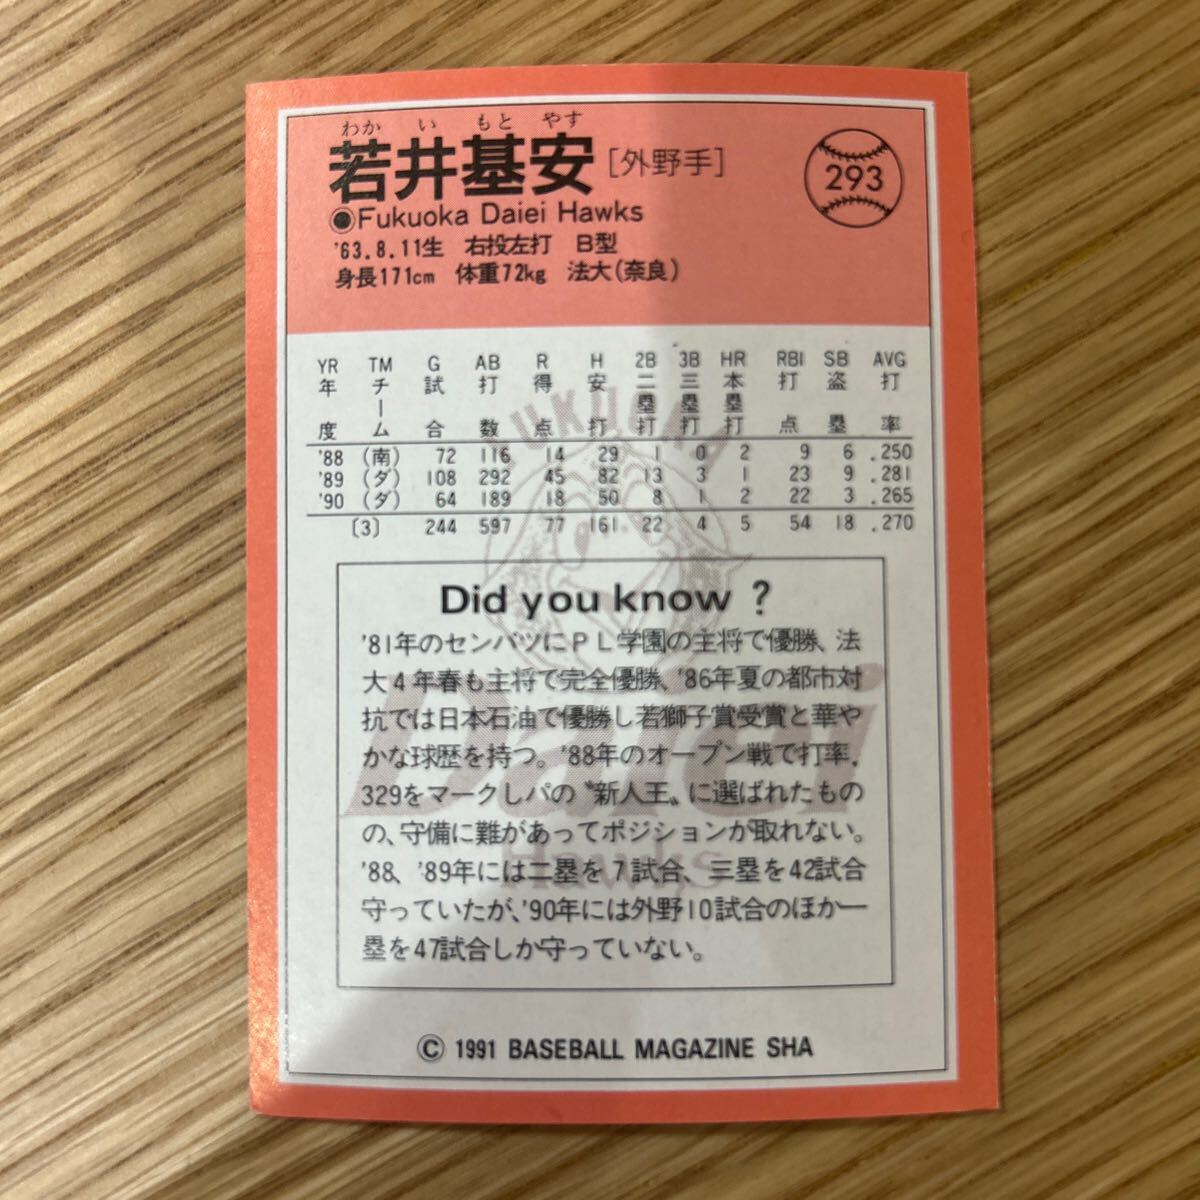 わか い もと やす
若井基安 [外野手]
293
●Fukuoka Daiei Hawks
'63.8.11生 右投左打 B型
身長171cm 体重72kg 法大(奈良)
YR TM G AB R H 2B 3B HR RBI SB AVG
年度 チーム 試合 打数 得点 安打 二塁打 三塁打 本塁打 打点 盗塁 打率
'88 (南) 72 116 14 29 1 0 2 9 6 .250
'89 (ダ) 108 292 45 82 13 3 1 23 9 .281
'90 (ダ) 64 189 18 50 8 1 2 22 3 .265
〔3〕 244 597 77 161 22 4 5 54 18 .270
Did you know ?
'81年のセンバツにPL学園の主将で優勝、法
大4年春も主将で完全優勝、'86年夏の都市対
抗では日本石油で優勝し若獅子賞受賞と華や
かな球歴を持つ。'88年のオープン戦で打率.
329をマークしパの〝新人王〟に選ばれたもの
の、守備に難があってポジションが取れない。
'88、'89年には二塁を7試合、三塁を42試合
守っていたが、'90年には外野10試合のほか一
塁を47試合しか守っていない。
Daiei
Hawks
© 1991 BASEBALL MAGAZINE SHA